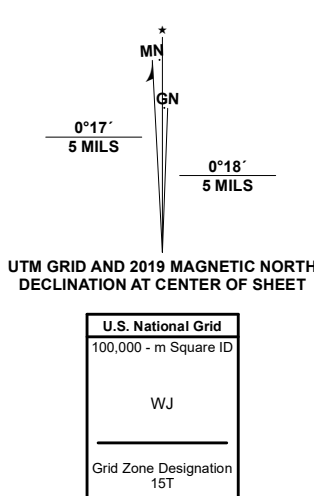 ★
MN
GN
0°17´
5 MILS
0°18´
5 MILS
UTM GRID AND 2019 MAGNETIC NORTH
DECLINATION AT CENTER OF SHEET
U.S. National Grid
100,000 - m Square ID
WJ
Grid Zone Designation
15T